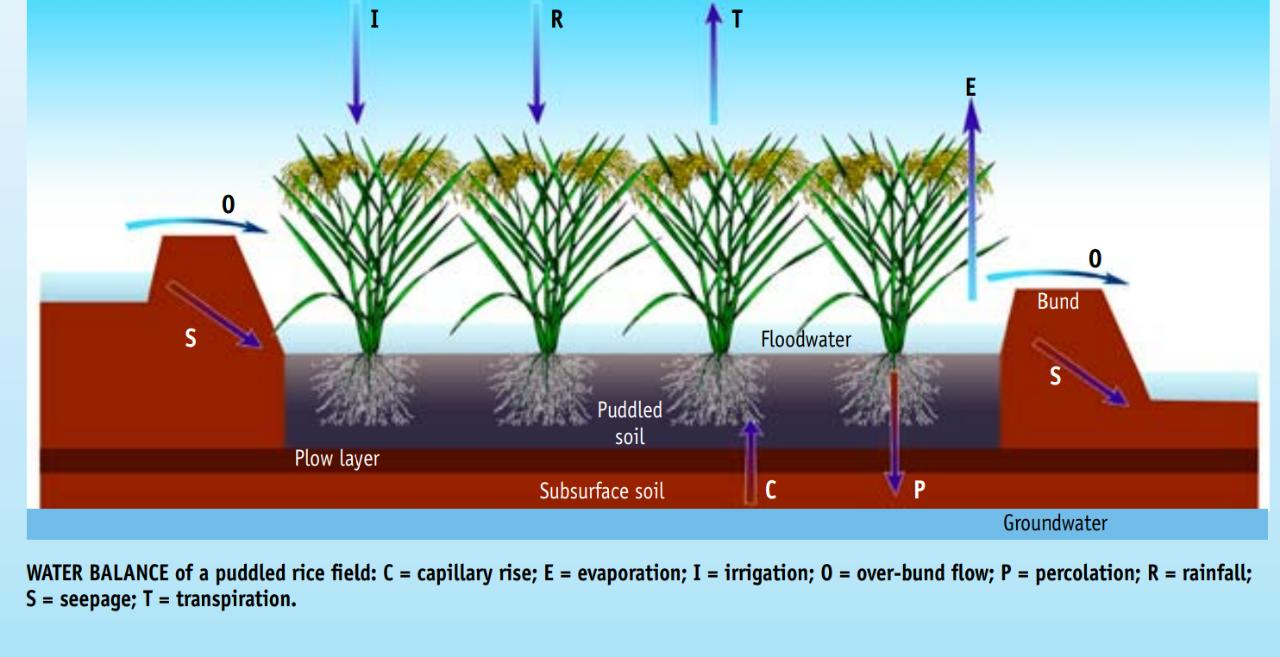 I
R
T
E
O
O
Bund
S
Floodwater
S
Puddled
soil
Plow layer
Subsurface soil
C
P
Groundwater
WATER BALANCE of a puddled rice field: C = capillary rise; E = evaporation; I = irrigation; O = over-bund flow; P = percolation; R = rainfall;
S = seepage; T = transpiration.